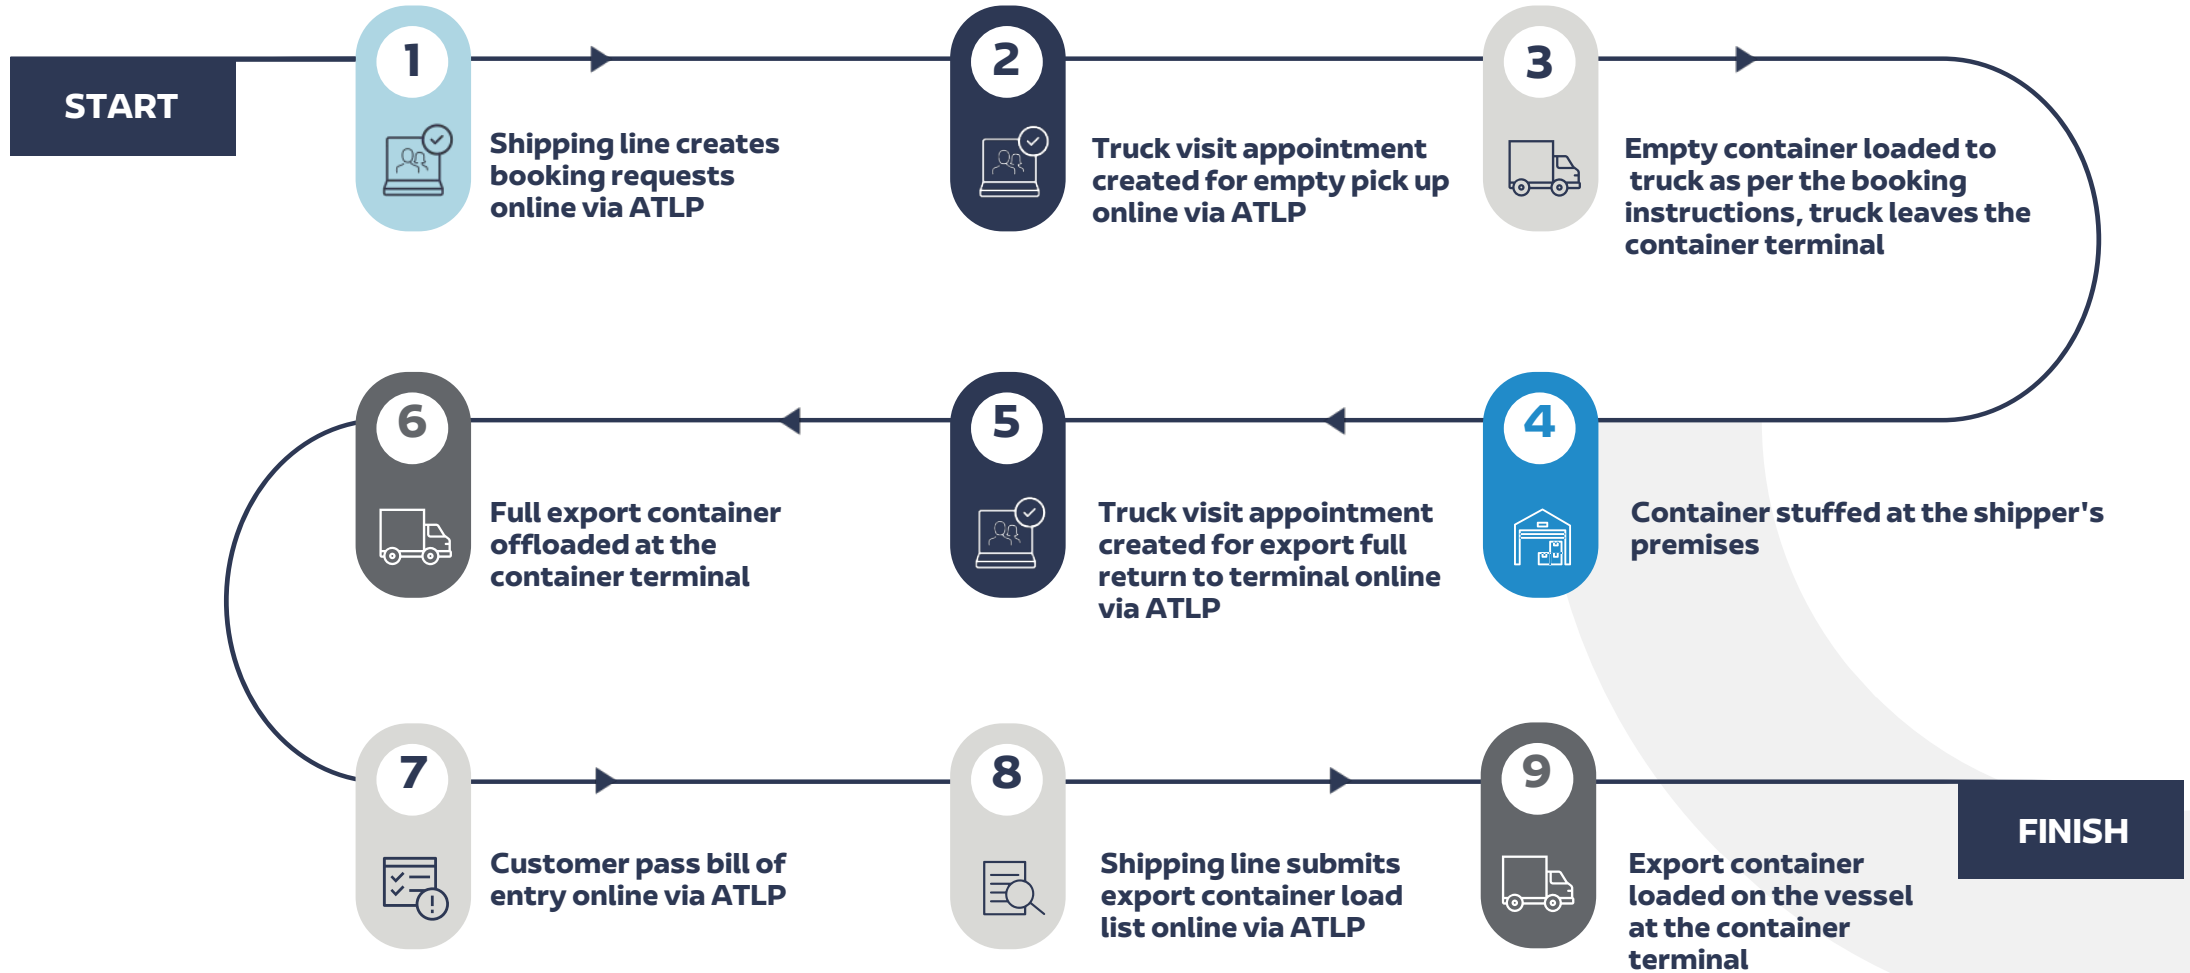 START
1
Shipping line creates
booking requests
online via ATLP
2
Truck visit appointment
created for empty pick up
online via ATLP
3
Empty container loaded to
truck as per the booking
instructions, truck leaves the
container terminal
4
Container stuffed at the shipper's
premises
5
Truck visit appointment
created for export full
return to terminal online
via ATLP
6
Full export container
offloaded at the
container terminal
7
Customer pass bill of
entry online via ATLP
8
Shipping line submits
export container load
list online via ATLP
9
Export container
loaded on the vessel
at the container
terminal
FINISH